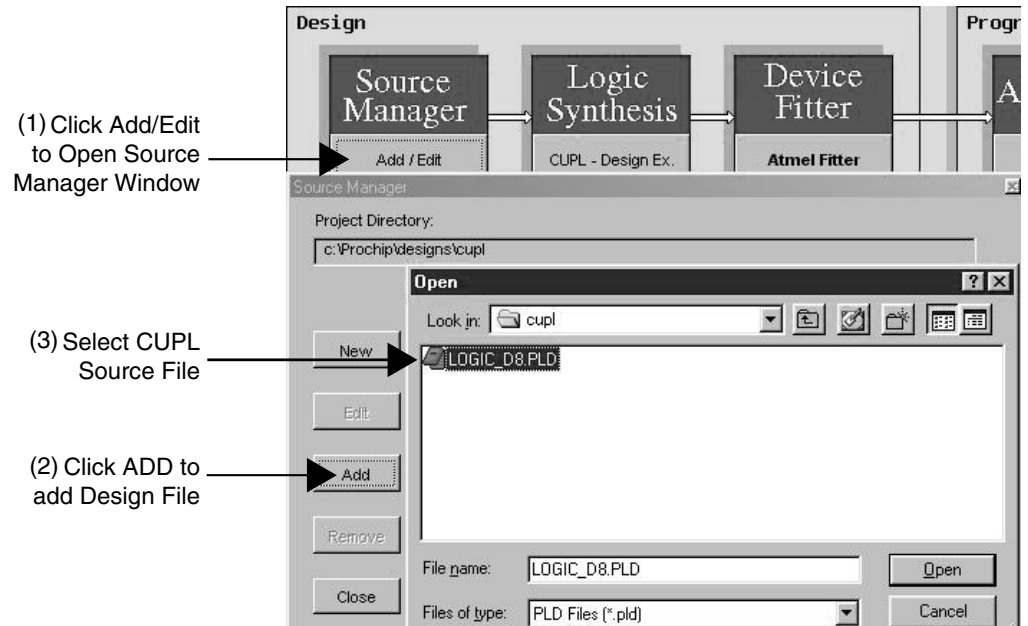 Design
Progr
Source
Manager
Logic
Synthesis
Device
Fitter
A
Add / Edit
CUPL - Design Ex.
Atmel Fitter
(1) Click Add/Edit
to Open Source
Manager Window
Source Manager
Project Directory:
c:\Prochip\designs\cupl
Open
Look in: cupl
(3) Select CUPL
Source File
New
LOGIC_D8.PLD
Edit
(2) Click ADD to
add Design File
Add
Remove
File name: LOGIC_D8.PLD Open
Close
Files of type: PLD Files (*.pld) Cancel